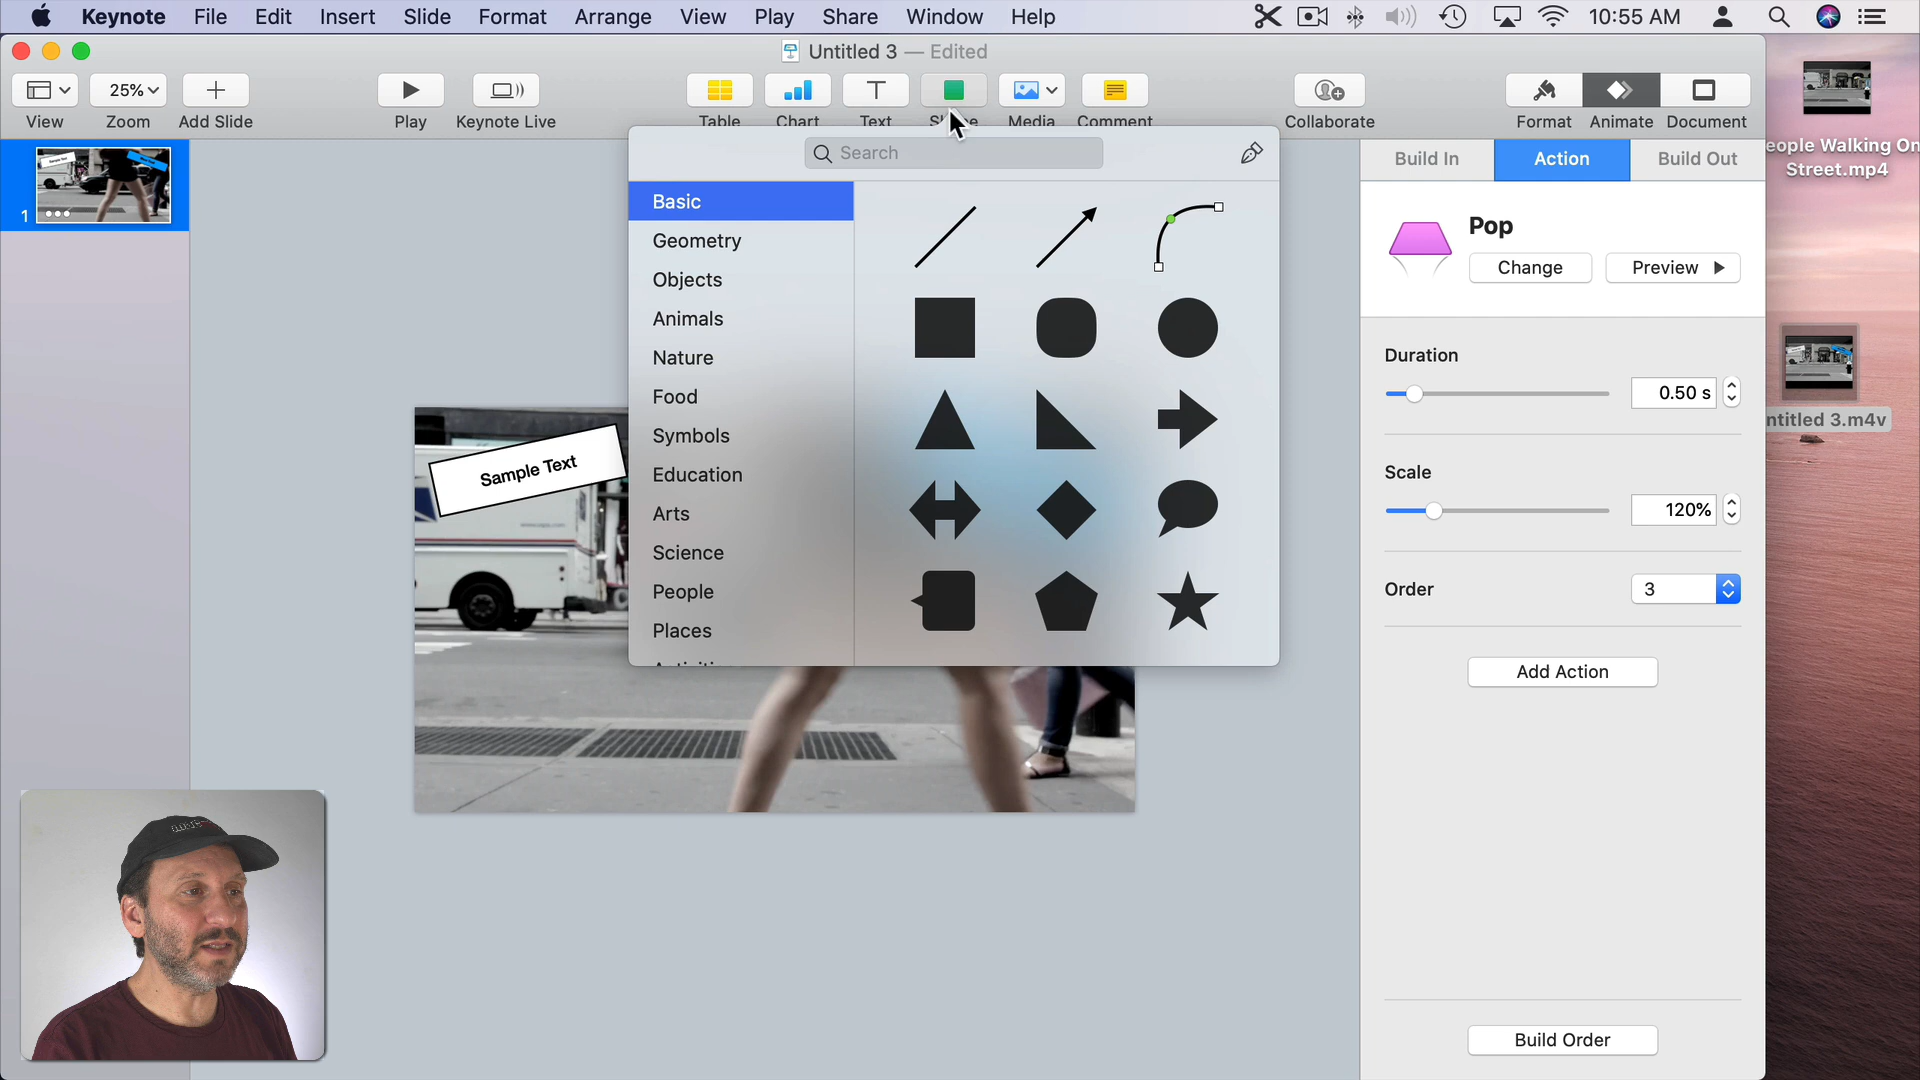 Keynote File Edit Insert Slide Format Arrange View Play Share Window Help 10:55 AM
Untitled 3 — Edited
25%
View Zoom Add Slide Play Keynote Live Table Chart Text Shape Media Comment Collaborate Format Animate Document
Search
Basic
Geometry
Objects
Animals
Nature
Food
Symbols
Education
Arts
Science
People
Places
1
Sample Text
Build In Action Build Out
Pop
Change Preview
Duration
0.50 s
Scale
120%
Order 3
Add Action
Build Order
eople Walking On
Street.mp4
ntitled 3.m4v